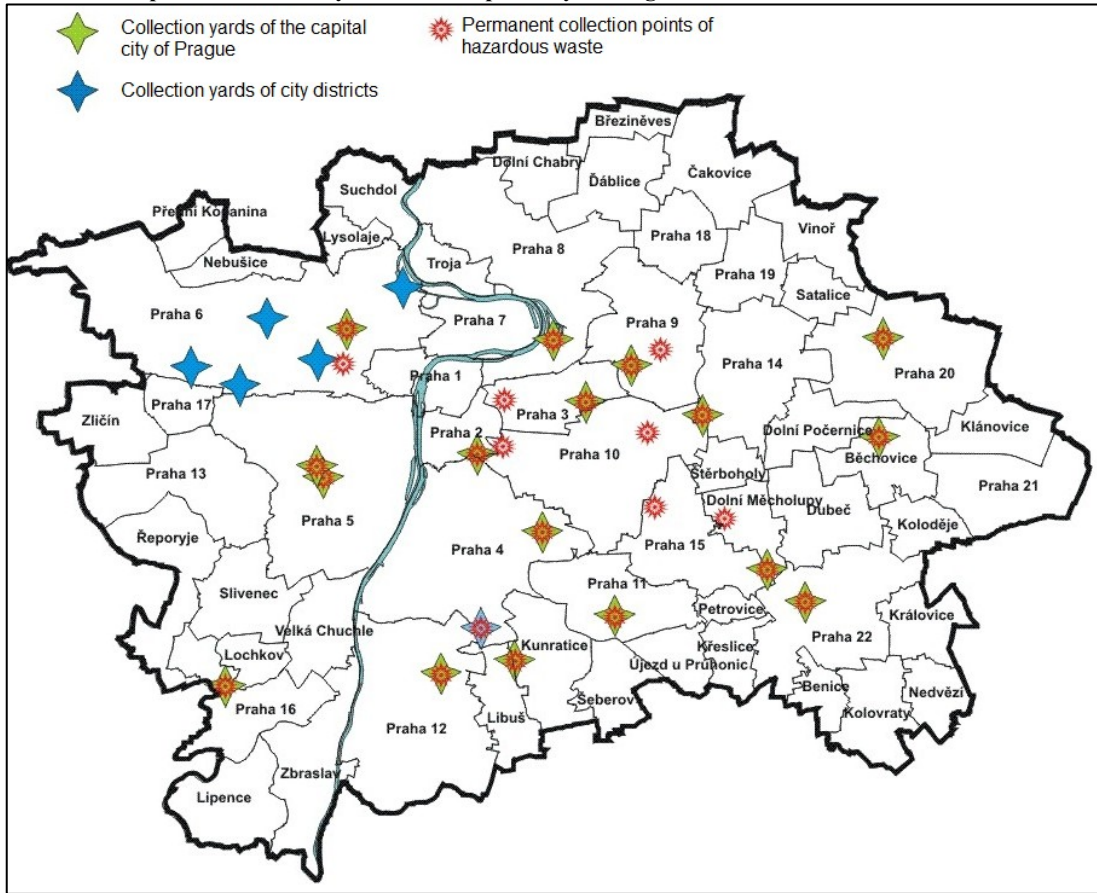 Collection yards of the capital
city of Prague
Permanent collection points of
hazardous waste
Collection yards of city districts
Březiněves
Dolní Chabry
Ďáblice
Čakovice
Suchdol
Přední Kopanina
Lysolaje
Nebušice
Praha 8
Praha 18
Vinoř
Troja
Praha 19
Satalice
Praha 6
Praha 7
Praha 9
Praha 14
Praha 20
Praha 1
Praha 17
Zličín
Praha 3
Praha 2
Dolní Počernice
Klánovice
Praha 10
Běchovice
Praha 13
Štěrboholy
Praha 21
Dolní Měcholupy
Dubeč
Praha 5
Koloděje
Řeporyje
Praha 4
Praha 15
Slivenec
Praha 11
Petrovice
Královice
Velká Chuchle
Praha 22
Kunratice
Křeslice
Lochkov
Újezd u Průhonic
Benice
Nedvězí
Šeberov
Praha 16
Kolovraty
Praha 12
Libuš
Zbraslav
Lipence